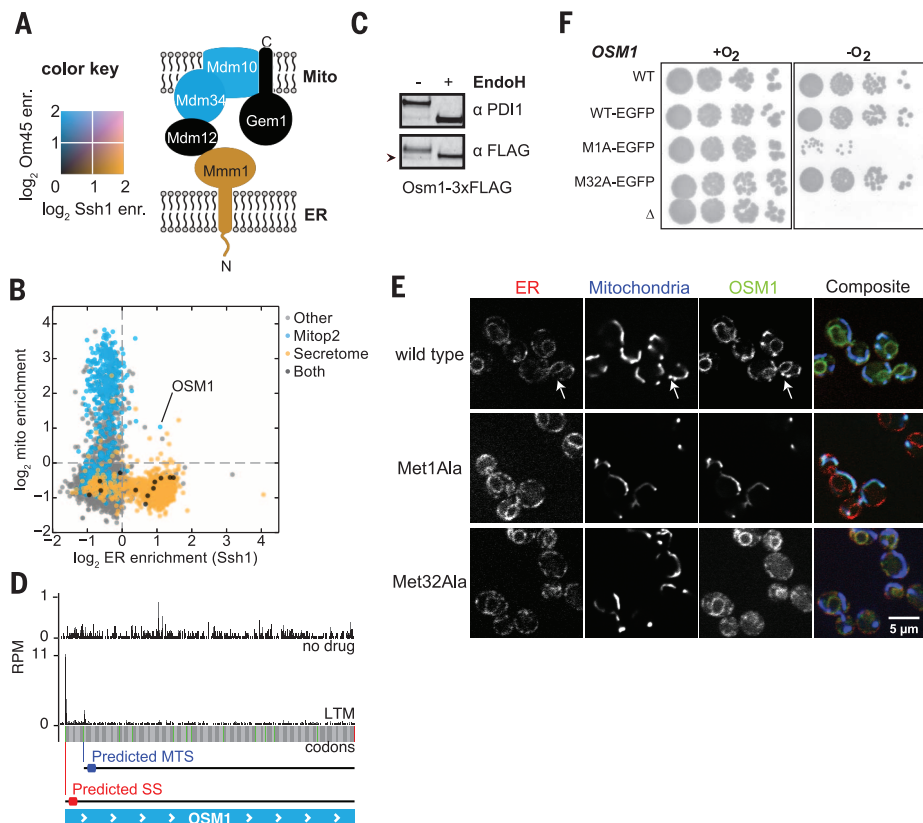 A
color key
log2 Om45 enr.
2
1
0
0 1 2
log2 Ssh1 enr.
Mdm10
Mdm34
Mdm12
Mmm1
Gem1
C
Mito
ER
N
B
log2 mito enrichment
4
3
2
1
0
−1
−2
−2 −1 0 1 2 3 4
log2 ER enrichment (Ssh1)
Other
Mitop2
Secretome
Both
OSM1
C
- + EndoH
α PDI1
α FLAG
Osm1-3xFLAG
D
RPM
1
0
no drug
11
0
LTM
codons
Predicted MTS
Predicted SS
OSM1
E
ER Mitochondria OSM1 Composite
wild type
Met1Ala
Met32Ala
5 μm
F
OSM1 +O2 -O2
WT
WT-EGFP
M1A-EGFP
M32A-EGFP
Δ